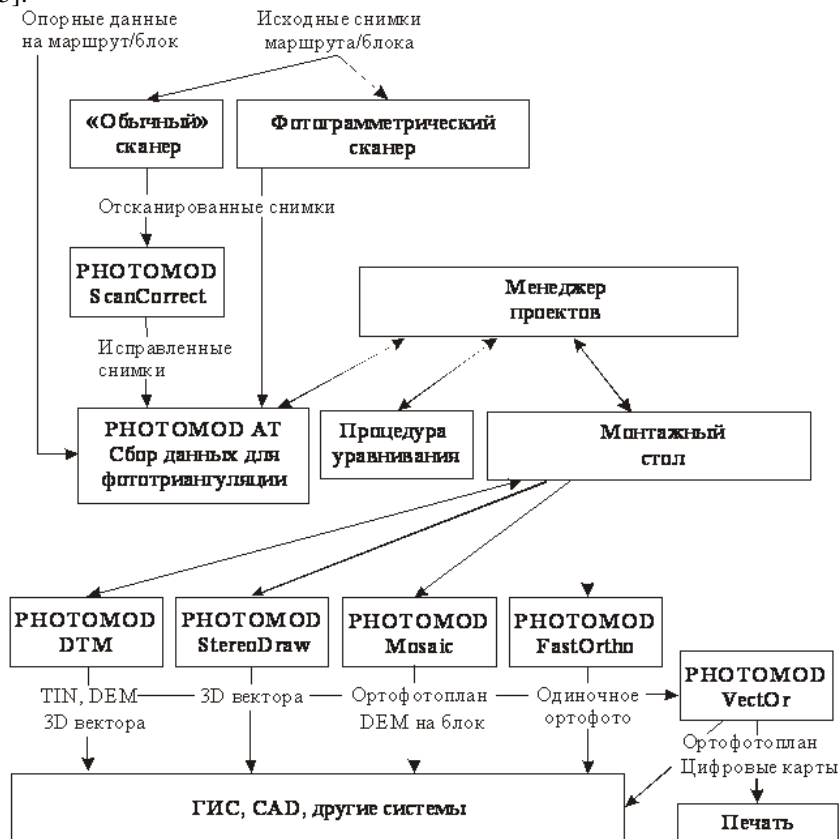 Опорные данные
на маршрут/блок
Исходные снимки
маршрута/блока
«Обычный»
сканер
Фотограмметрический
сканер
Отсканированные снимки
PHOTOMOD
ScanCorrect
Менеджер
проектов
Исправленные
снимки
PHOTOMOD AT
Сбор данных для
фототриангуляции
Процедура
уравнивания
Монтажный
стол
PHOTOMOD
DTM
PHOTOMOD
StereoDraw
PHOTOMOD
Mosaic
PHOTOMOD
FastOrtho
PHOTOMOD
VectOr
TIN, DEM
3D вектора
3D вектора
Ортофотоплан
DEM на блок
Одиночное
ортофото
Ортофотоплан
Цифровые карты
ГИС, CAD, другие системы
Печать